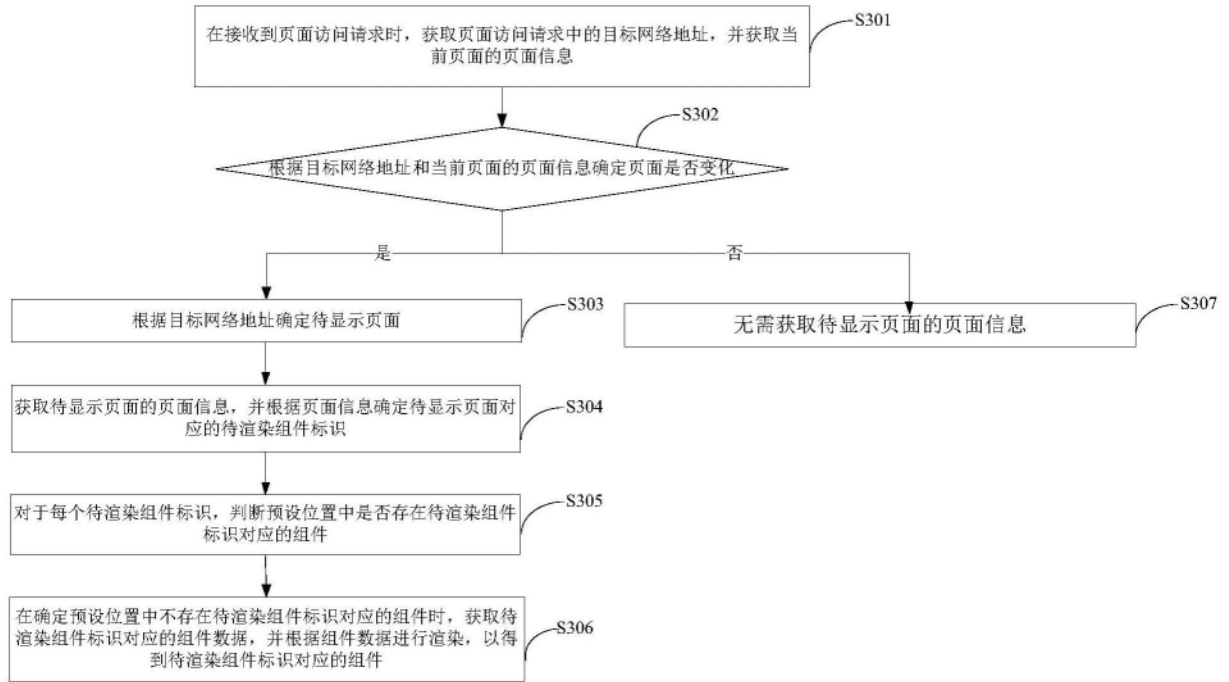 在接收到页面访问请求时，获取页面访问请求中的目标网络地址，并获取当
前页面的页面信息
S301
S302
根据目标网络地址和当前页面的页面信息确定页面是否变化
是
否
根据目标网络地址确定待显示页面
S303
无需获取待显示页面的页面信息
S307
获取待显示页面的页面信息，并根据页面信息确定待显示页面对
应的待渲染组件标识
S304
对于每个待渲染组件标识，判断预设位置中是否存在待渲染组件
标识对应的组件
S305
在确定预设位置中不存在待渲染组件标识对应的组件时，获取待
渲染组件标识对应的组件数据，并根据组件数据进行渲染，以得
到待渲染组件标识对应的组件
S306